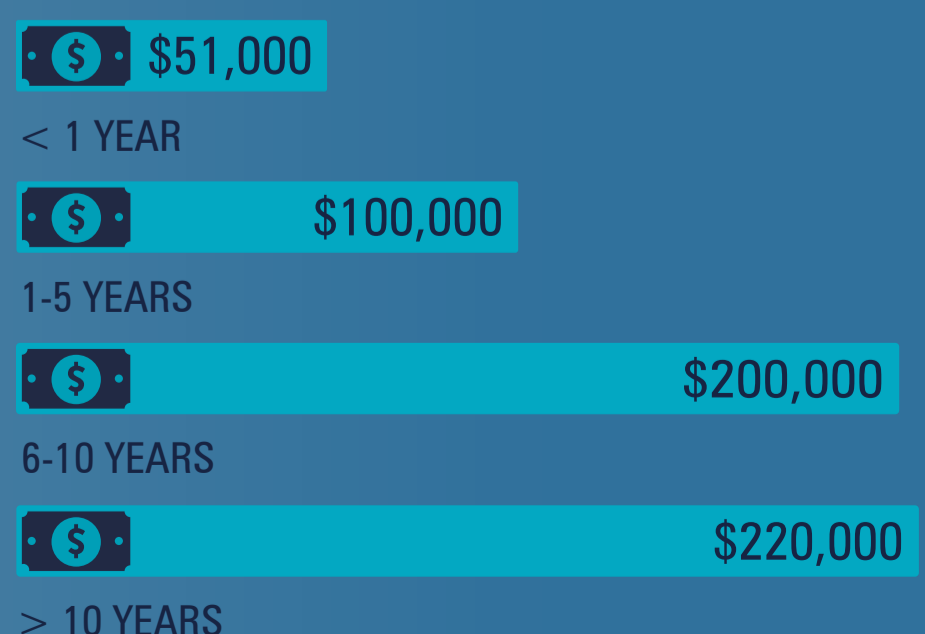 $ $51,000
< 1 YEAR
$ $100,000
1-5 YEARS
$ $200,000
6-10 YEARS
$ $220,000
> 10 YEARS